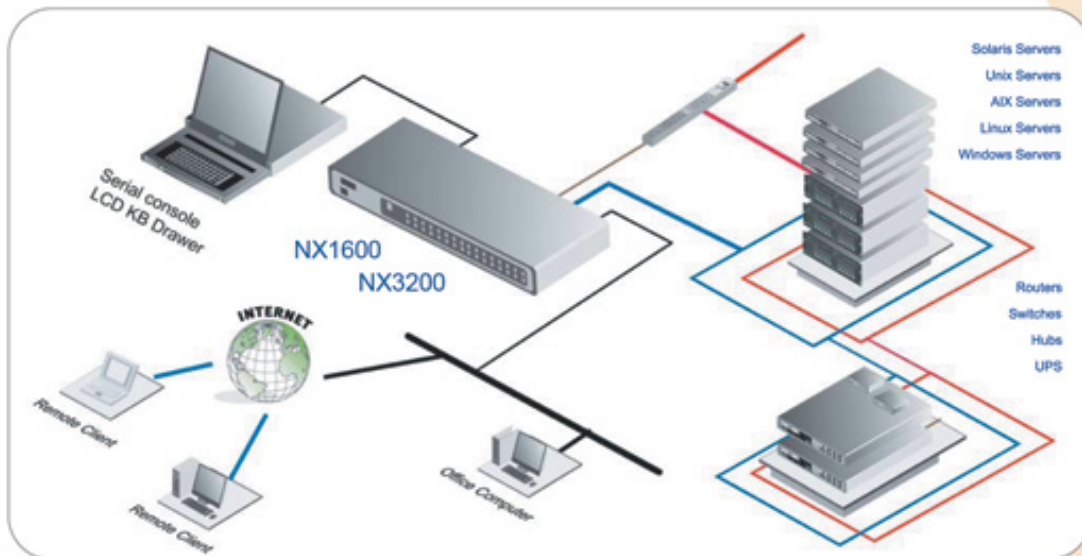 Solaris Servers
Unix Servers
AIX Servers
Linux Servers
Windows Servers
Serial console
LCD KB Drawer
NX1600
NX3200
Routers
Switches
Hubs
UPS
INTERNET
Remote Client
Office Computer
Remote Client